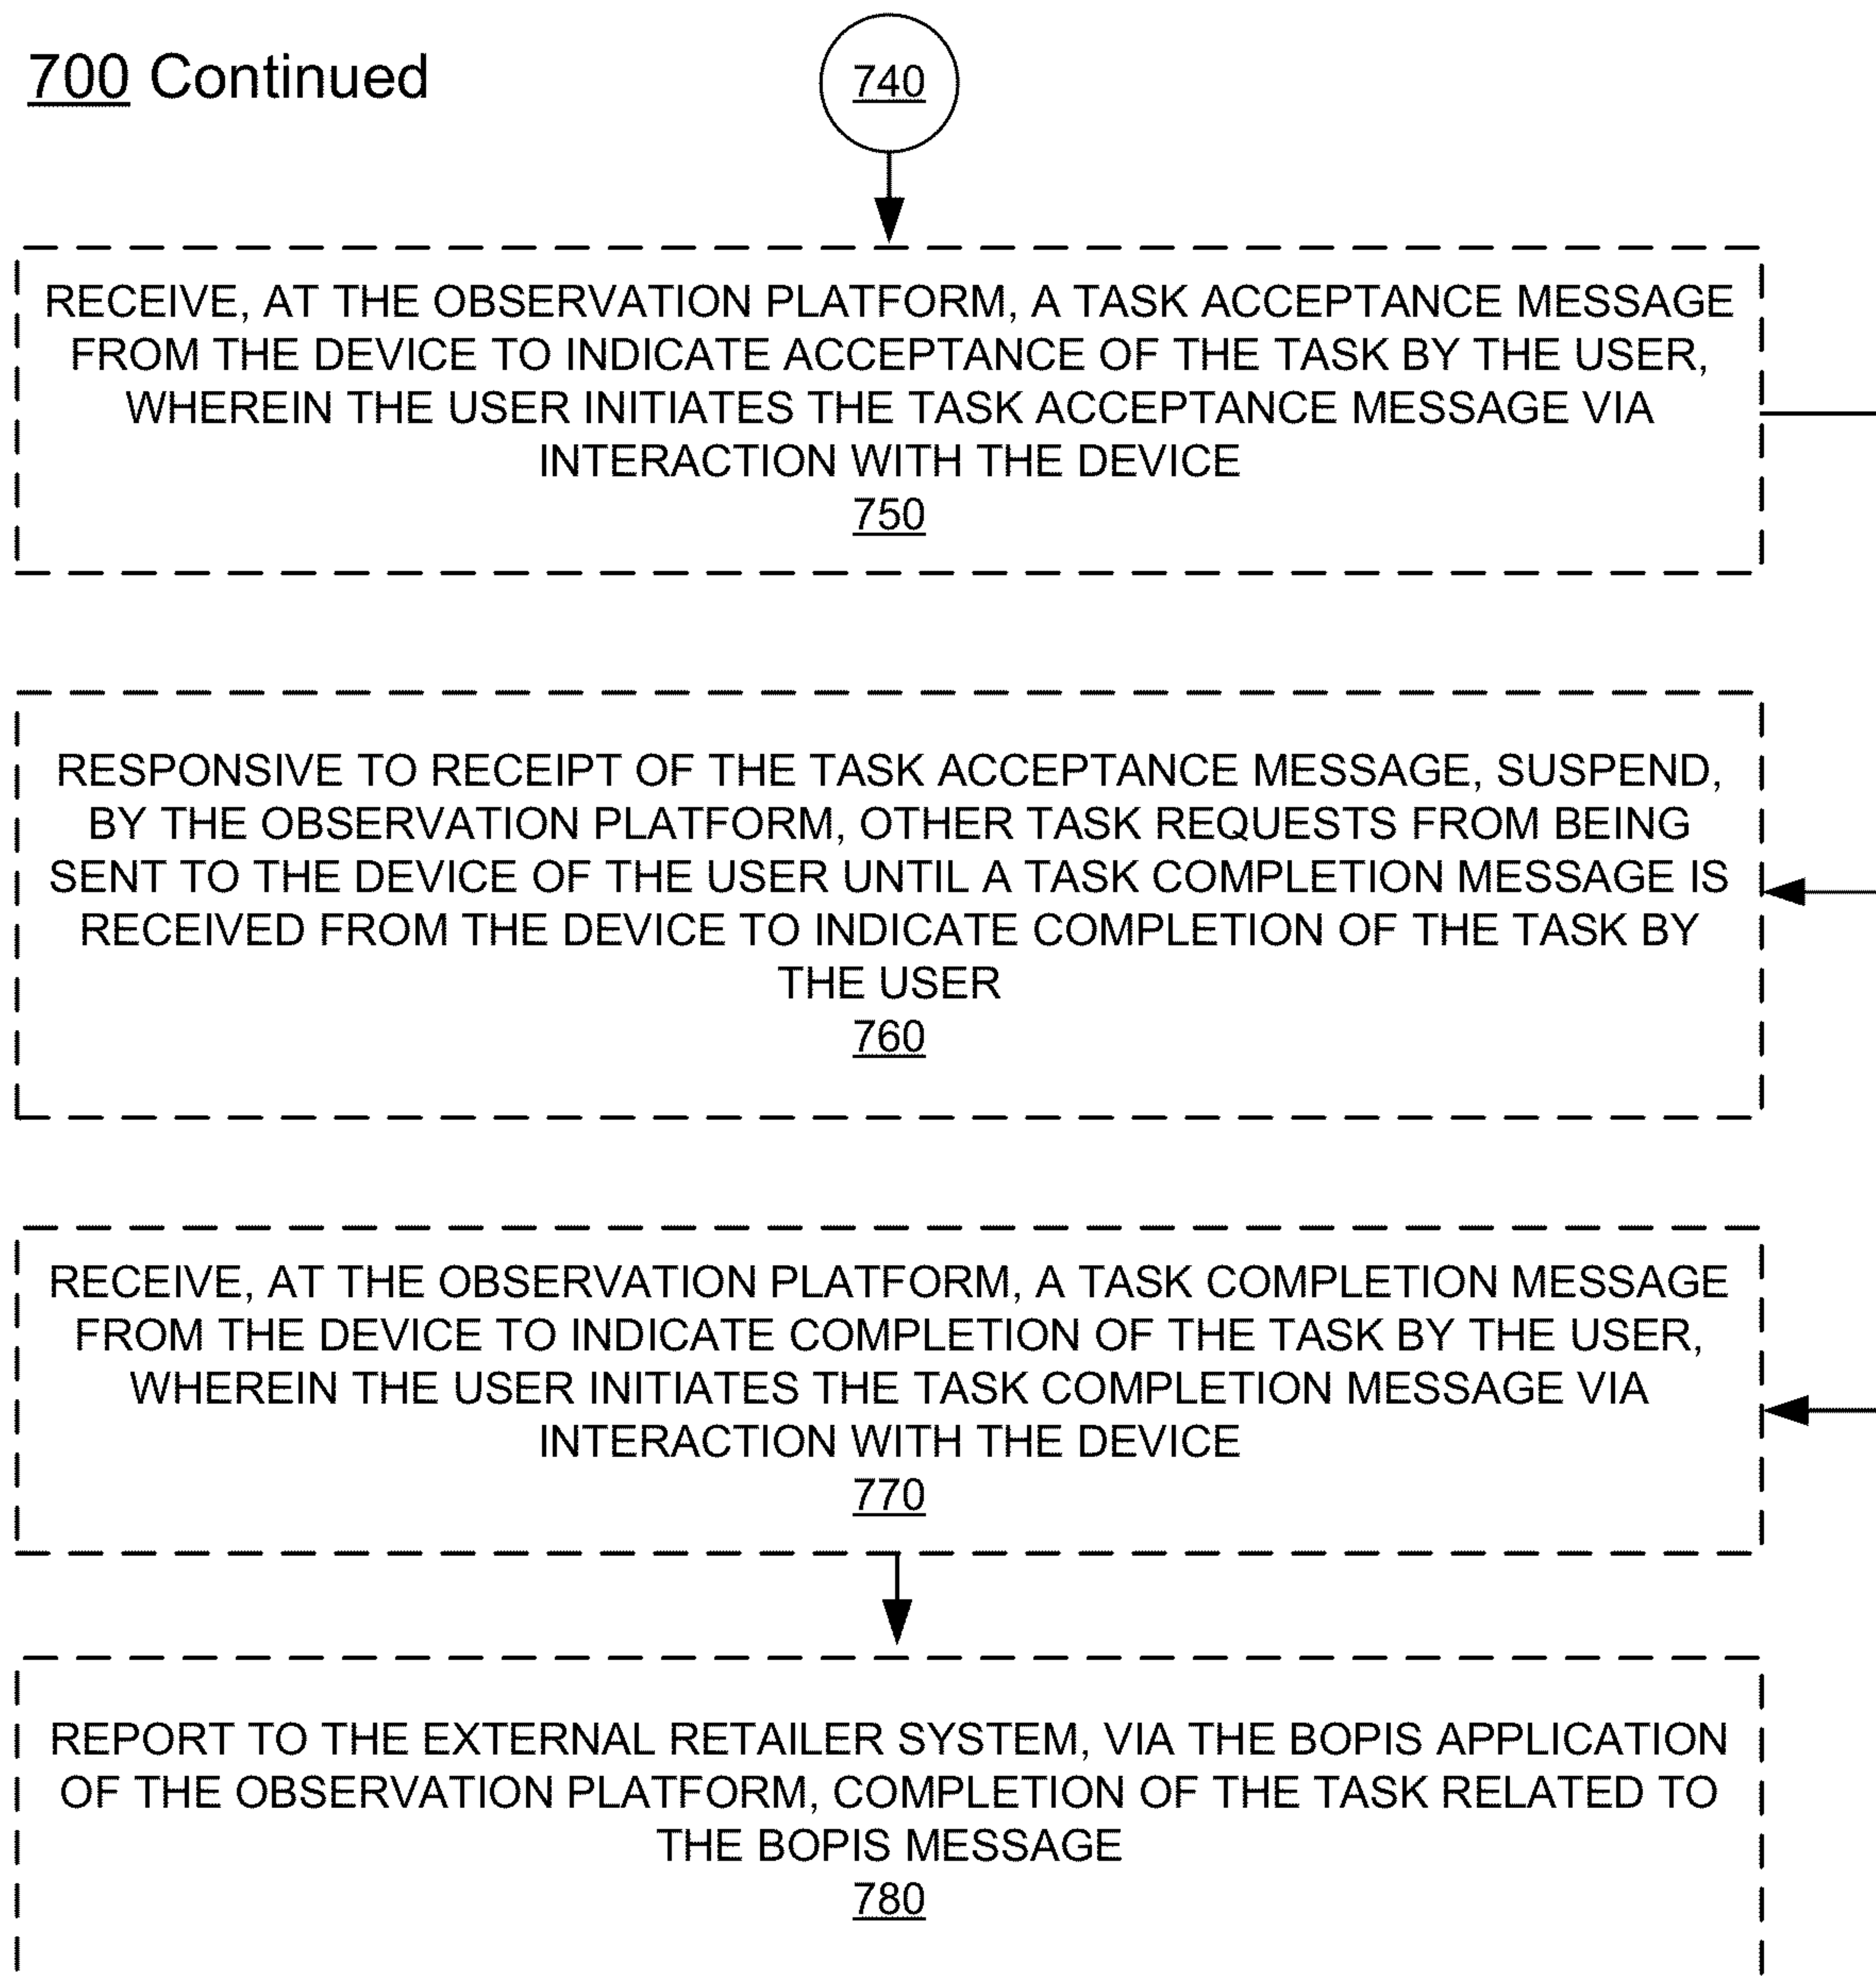 700 Continued
740
RECEIVE, AT THE OBSERVATION PLATFORM, A TASK ACCEPTANCE MESSAGE
FROM THE DEVICE TO INDICATE ACCEPTANCE OF THE TASK BY THE USER,
WHEREIN THE USER INITIATES THE TASK ACCEPTANCE MESSAGE VIA
INTERACTION WITH THE DEVICE
750
RESPONSIVE TO RECEIPT OF THE TASK ACCEPTANCE MESSAGE, SUSPEND,
BY THE OBSERVATION PLATFORM, OTHER TASK REQUESTS FROM BEING
SENT TO THE DEVICE OF THE USER UNTIL A TASK COMPLETION MESSAGE IS
RECEIVED FROM THE DEVICE TO INDICATE COMPLETION OF THE TASK BY
THE USER
760
RECEIVE, AT THE OBSERVATION PLATFORM, A TASK COMPLETION MESSAGE
FROM THE DEVICE TO INDICATE COMPLETION OF THE TASK BY THE USER,
WHEREIN THE USER INITIATES THE TASK COMPLETION MESSAGE VIA
INTERACTION WITH THE DEVICE
770
REPORT TO THE EXTERNAL RETAILER SYSTEM, VIA THE BOPIS APPLICATION
OF THE OBSERVATION PLATFORM, COMPLETION OF THE TASK RELATED TO
THE BOPIS MESSAGE
780